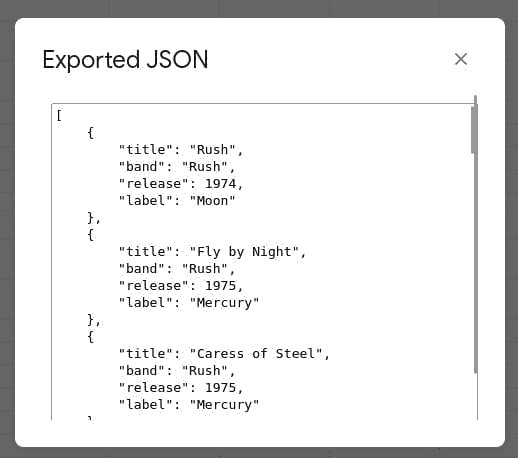 Exported JSON
[
    {
        "title": "Rush",
        "band": "Rush",
        "release": 1974,
        "label": "Moon"
    },
    {
        "title": "Fly by Night",
        "band": "Rush",
        "release": 1975,
        "label": "Mercury"
    },
    {
        "title": "Caress of Steel",
        "band": "Rush",
        "release": 1975,
        "label": "Mercury"